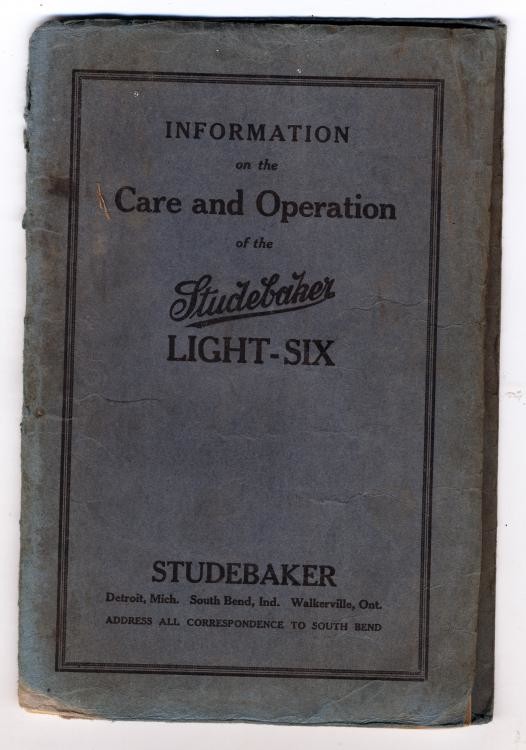 INFORMATION
on the
Care and Operation
of the
Studebaker
LIGHT-SIX
STUDEBAKER
Detroit, Mich. South Bend, Ind. Walkerville, Ont.
ADDRESS ALL CORRESPONDENCE TO SOUTH BEND